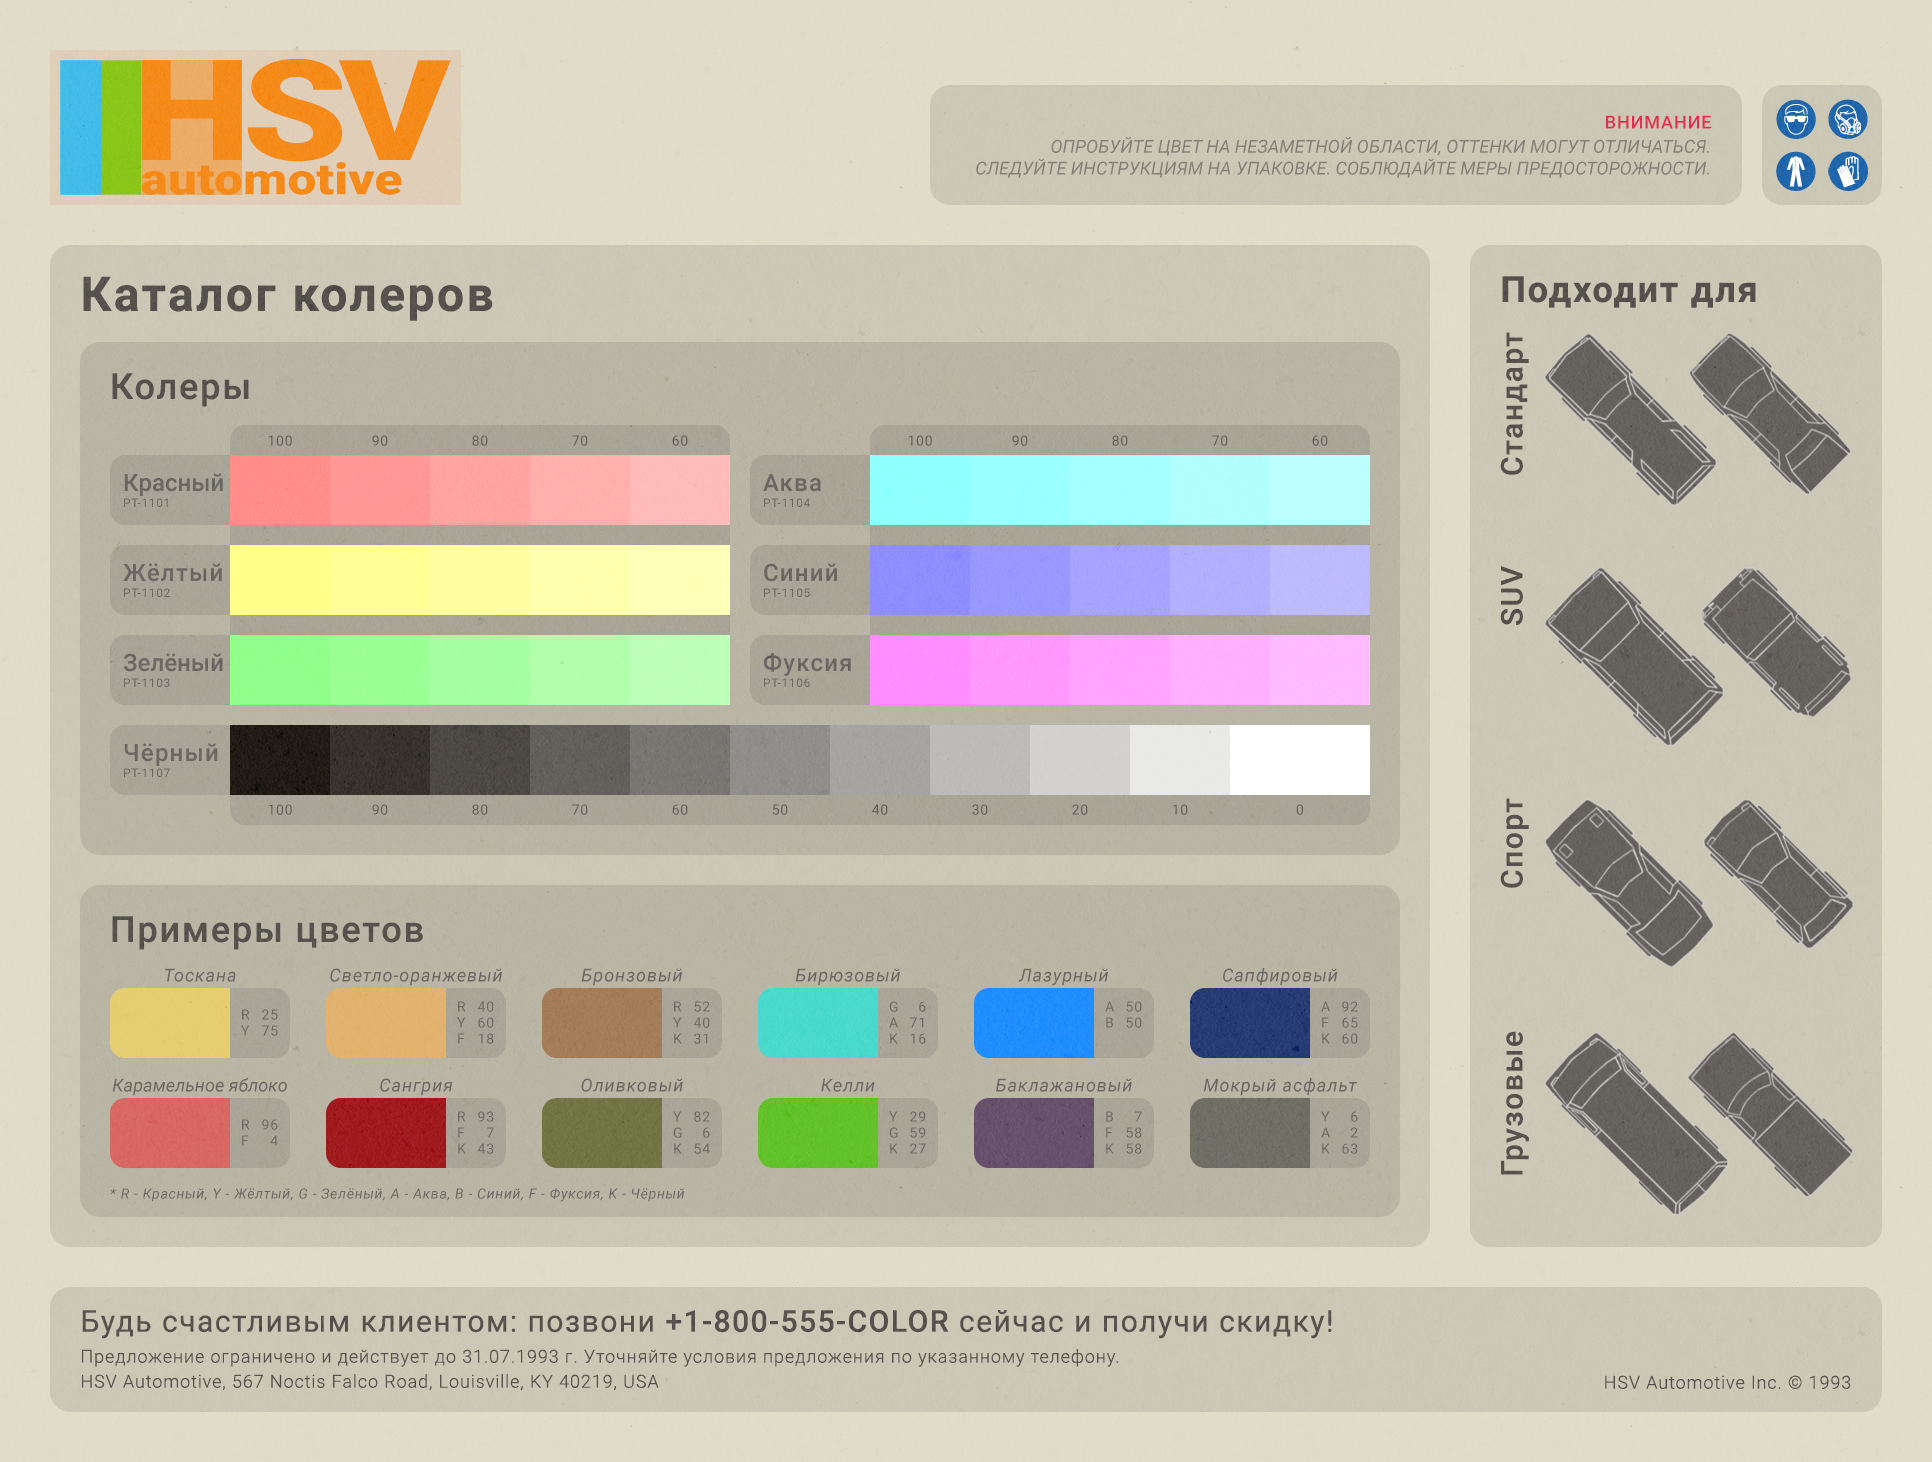 HSV
automotive
ВНИМАНИЕ
ОПРОБУЙТЕ ЦВЕТ НА НЕЗАМЕТНОЙ ОБЛАСТИ, ОТТЕНКИ МОГУТ ОТЛИЧАТЬСЯ.
СЛЕДУЙТЕ ИНСТРУКЦИЯМ НА УПАКОВКЕ. СОБЛЮДАЙТЕ МЕРЫ ПРЕДОСТОРОЖНОСТИ.
Каталог колеров
Колеры
100 90 80 70 60
Красный
PT-1101
Жёлтый
PT-1102
Зелёный
PT-1103
100 90 80 70 60
Аква
PT-1104
Синий
PT-1105
Фуксия
PT-1106
Чёрный
PT-1107
100 90 80 70 60 50 40 30 20 10 0
Примеры цветов
Тоскана
R 25
Y 75
Светло-оранжевый
R 40
Y 60
F 18
Бронзовый
R 52
Y 40
K 31
Бирюзовый
G 6
A 71
K 16
Лазурный
A 50
B 50
Сапфировый
A 92
F 65
K 60
Карамельное яблоко
R 96
F 4
Сангрия
R 93
F 7
K 43
Оливковый
Y 82
G 6
K 54
Келли
Y 29
G 59
K 27
Баклажановый
B 7
F 58
K 58
Мокрый асфальт
Y 6
A 2
K 63
* R - Красный, Y - Жёлтый, G - Зелёный, A - Аква, B - Синий, F - Фуксия, K - Чёрный
Подходит для
Стандарт
SUV
Спорт
Грузовые
Будь счастливым клиентом: позвони +1-800-555-COLOR сейчас и получи скидку!
Предложение ограничено и действует до 31.07.1993 г. Уточняйте условия предложения по указанному телефону.
HSV Automotive, 567 Noctis Falco Road, Louisville, KY 40219, USA
HSV Automotive Inc. © 1993